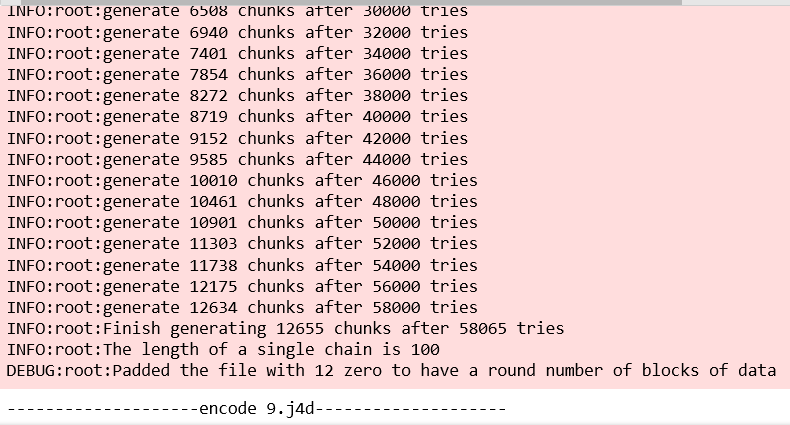 INFO:root:generate 6508 chunks after 30000 tries
INFO:root:generate 6940 chunks after 32000 tries
INFO:root:generate 7401 chunks after 34000 tries
INFO:root:generate 7854 chunks after 36000 tries
INFO:root:generate 8272 chunks after 38000 tries
INFO:root:generate 8719 chunks after 40000 tries
INFO:root:generate 9152 chunks after 42000 tries
INFO:root:generate 9585 chunks after 44000 tries
INFO:root:generate 10010 chunks after 46000 tries
INFO:root:generate 10461 chunks after 48000 tries
INFO:root:generate 10901 chunks after 50000 tries
INFO:root:generate 11303 chunks after 52000 tries
INFO:root:generate 11738 chunks after 54000 tries
INFO:root:generate 12175 chunks after 56000 tries
INFO:root:generate 12634 chunks after 58000 tries
INFO:root:Finish generating 12655 chunks after 58065 tries
INFO:root:The length of a single chain is 100
DEBUG:root:Padded the file with 12 zero to have a round number of blocks of data
--------------------encode 9.j4d--------------------